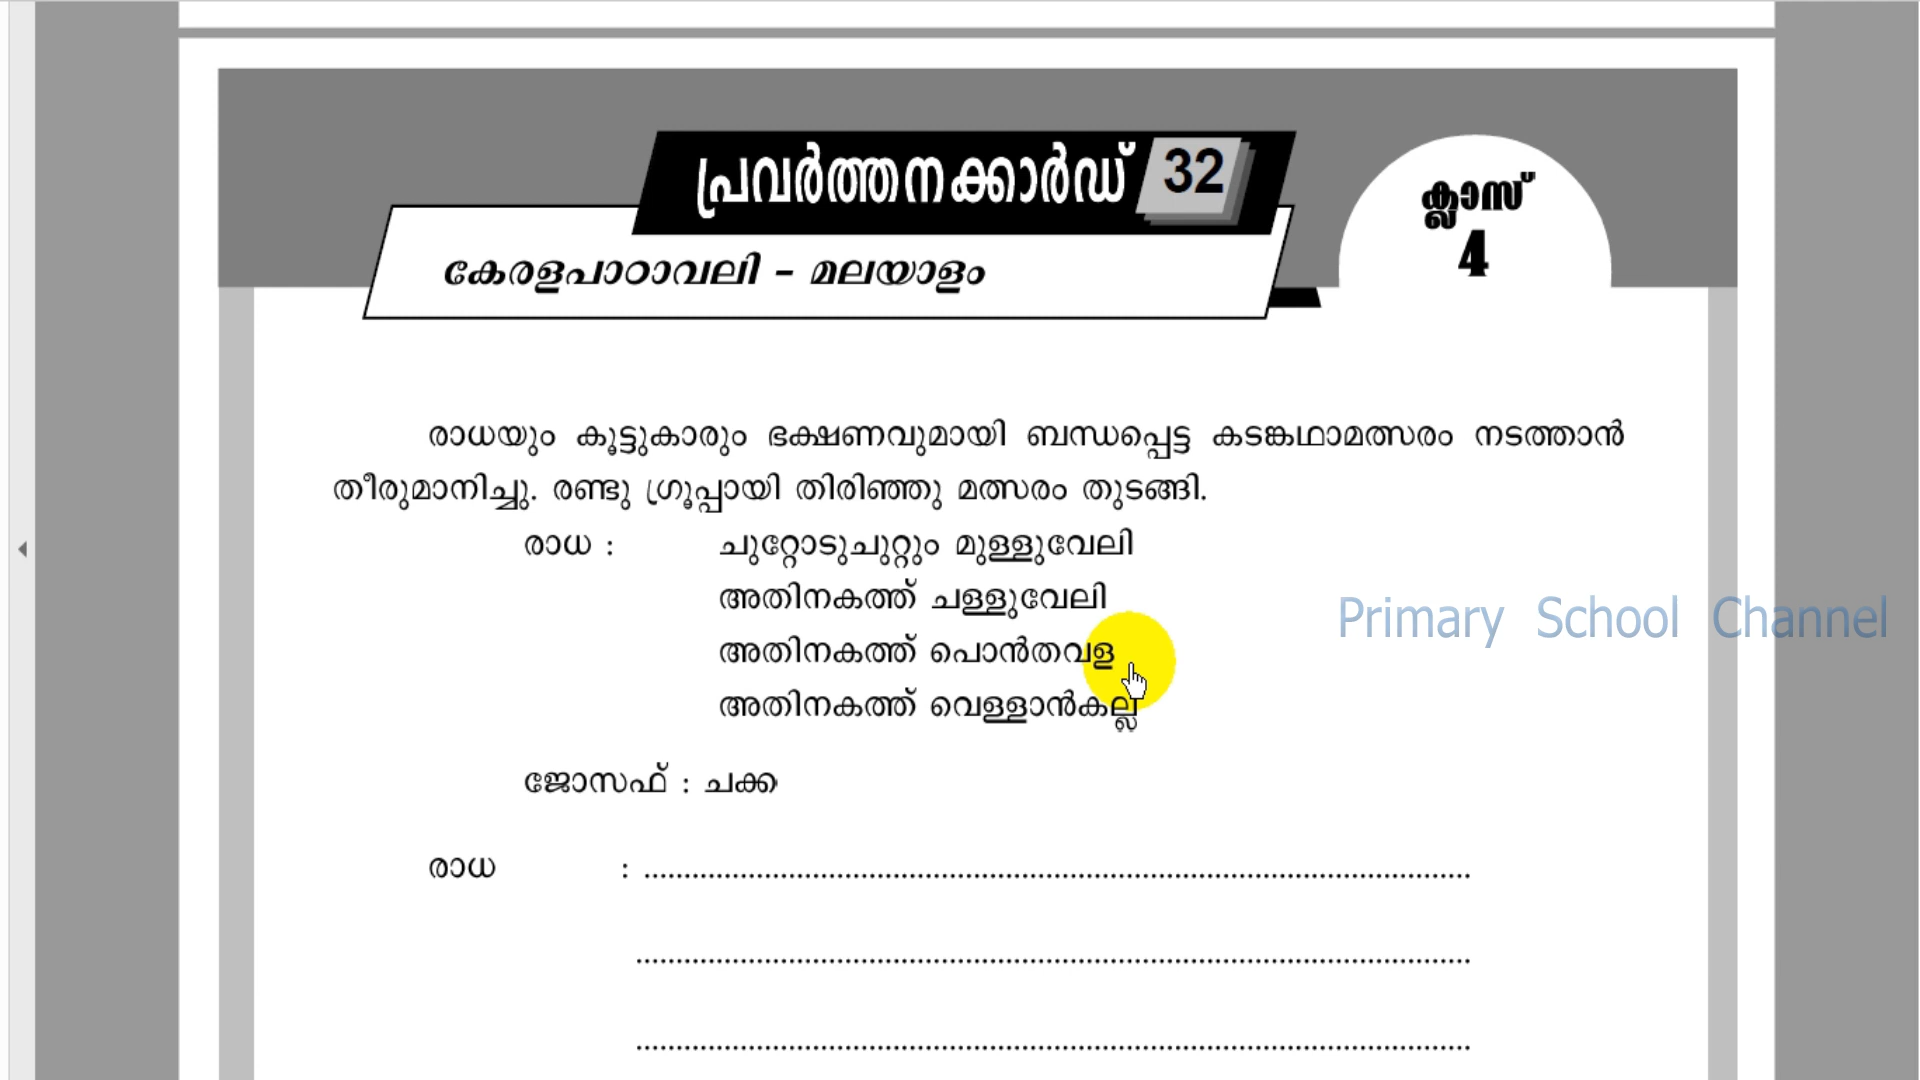 പ്രവർത്തനക്കാർഡ് 32
ക്ലാസ്
4
കേരളപാഠാവലി - മലയാളം
രാധയും കൂട്ടുകാരും ഭക്ഷണവുമായി ബന്ധപ്പെട്ട കടങ്കഥാമത്സരം നടത്താൻ
തീരുമാനിച്ചു. രണ്ടു ഗ്രൂപ്പായി തിരിഞ്ഞു മത്സരം തുടങ്ങി.
രാധ : ചുറ്റോടുചുറ്റും മുള്ളുവേലി
അതിനകത്ത് ചള്ളുവേലി
Primary School Channel
അതിനകത്ത് പൊൻതവള
അതിനകത്ത് വെള്ളാൻകല്ല്
ജോസഫ് : ചക്ക
രാധ : ................................................................
................................................................
................................................................